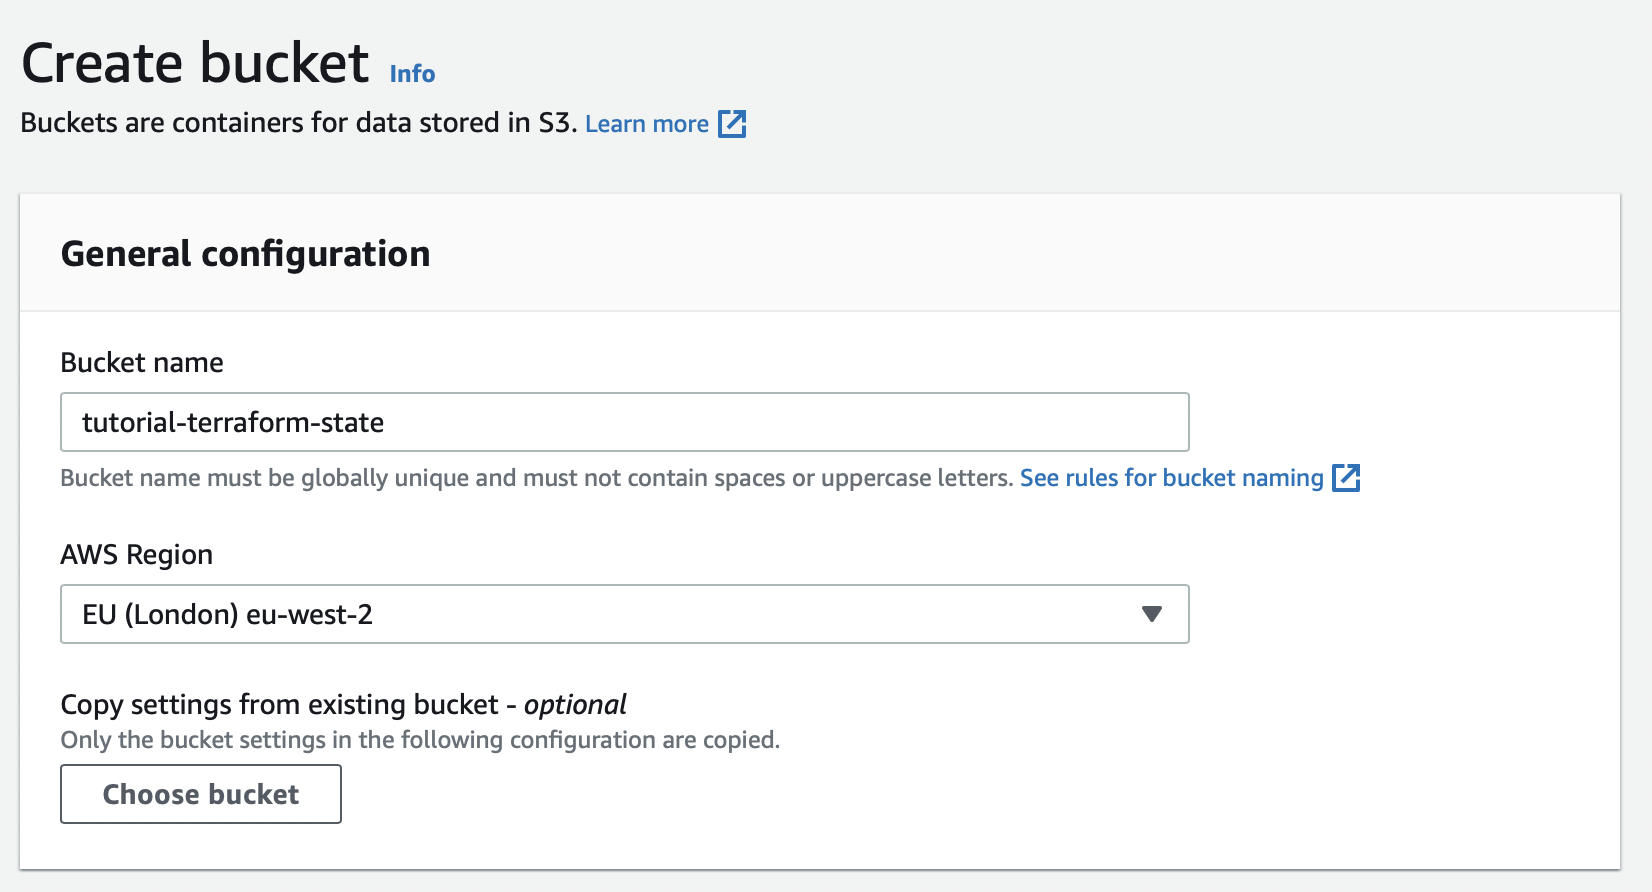 Create bucket Info
Buckets are containers for data stored in S3. Learn more
General configuration
Bucket name
tutorial-terraform-state
Bucket name must be globally unique and must not contain spaces or uppercase letters. See rules for bucket naming
AWS Region
EU (London) eu-west-2
Copy settings from existing bucket - optional
Only the bucket settings in the following configuration are copied.
Choose bucket